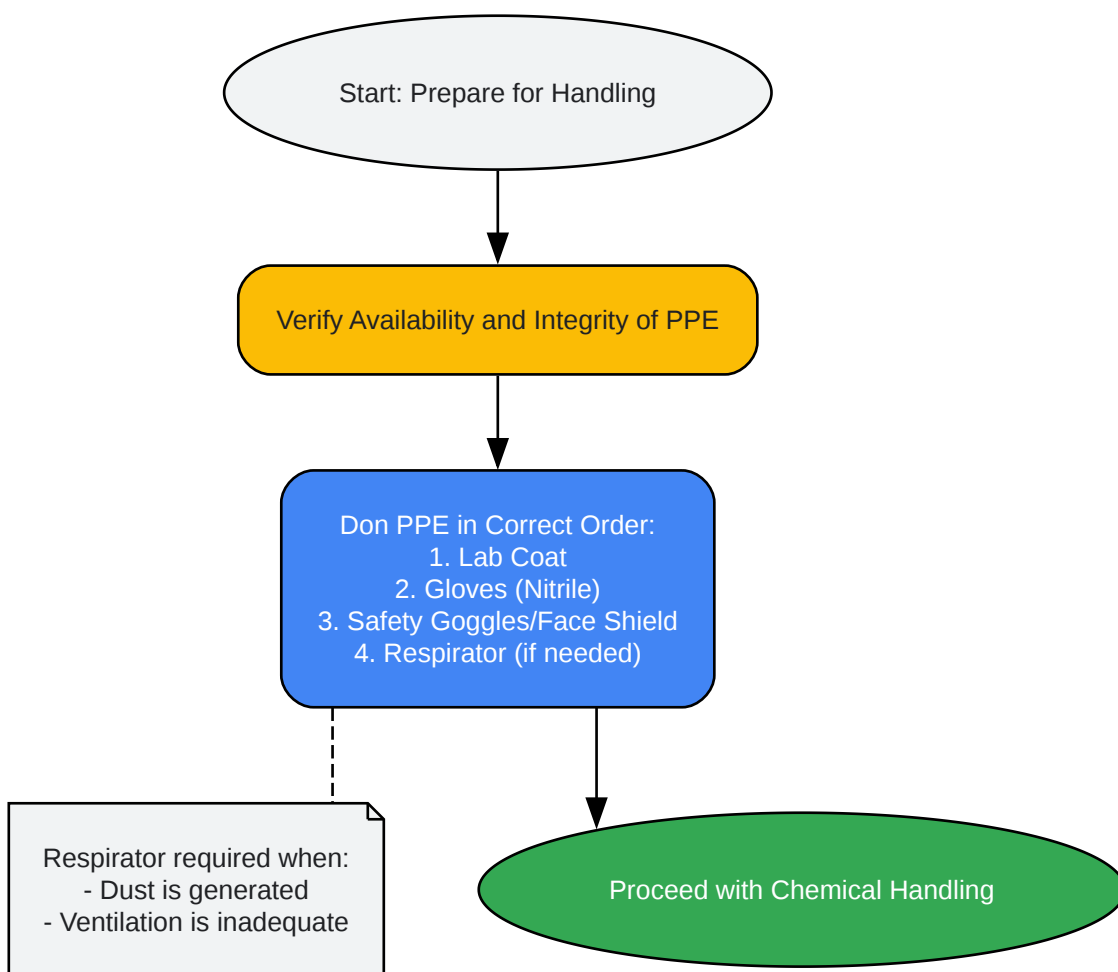 Start: Prepare for Handling
Verify Availability and Integrity of PPE
Don PPE in Correct Order:
1. Lab Coat
2. Gloves (Nitrile)
3. Safety Goggles/Face Shield
4. Respirator (if needed)
Respirator required when:
- Dust is generated
- Ventilation is inadequate
Proceed with Chemical Handling